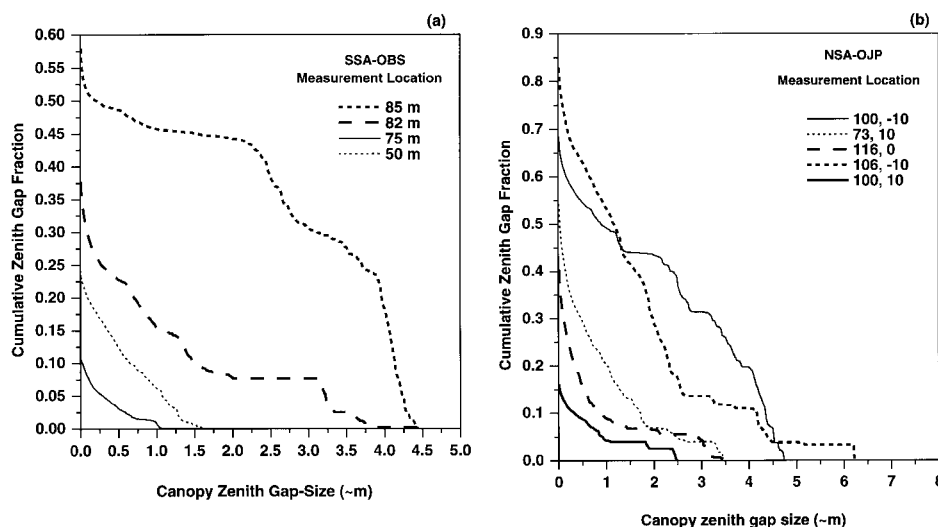 (a)
SSA-OBS
Measurement Location
85 m
82 m
75 m
50 m
Cumulative Zenith Gap Fraction
0.60
0.55
0.50
0.45
0.40
0.35
0.30
0.25
0.20
0.15
0.10
0.05
0.00
0.0 0.5 1.0 1.5 2.0 2.5 3.0 3.5 4.0 4.5 5.0
Canopy Zenith Gap-Size (~m)
(b)
NSA-OJP
Measurement Location
100, -10
73, 10
116, 0
106, -10
100, 10
Cumulative Zenith Gap Fraction
0.9
0.8
0.7
0.6
0.5
0.4
0.3
0.2
0.1
0.0
0 1 2 3 4 5 6 7 8
Canopy zenith gap size (~m)